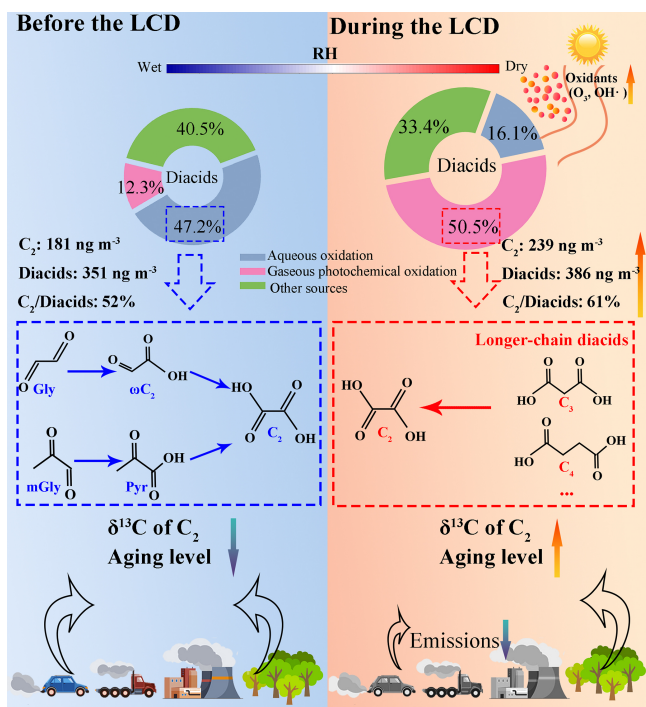 Before the LCD
During the LCD
RH
Wet
Dry
Oxidants
(O₃, OH· )
40.5%
12.3%
Diacids
47.2%
33.4%
16.1%
Diacids
50.5%
C₂: 181 ng m⁻³
Diacids: 351 ng m⁻³
C₂/Diacids: 52%
Aqueous oxidation
Gaseous photochemical oxidation
Other sources
C₂: 239 ng m⁻³
Diacids: 386 ng m⁻³
C₂/Diacids: 61%
O
O
Gly
O
O
OH
ωC₂
O
O
mGly
O
OH
O
Pyr
HO
O
O
OH
C₂
Longer-chain diacids
HO
O
O
OH
C₂
O
O
HO
OH
C₃
O
OH
HO
O
C₄
...
δ¹³C of C₂
Aging level
δ¹³C of C₂
Aging level
Emissions